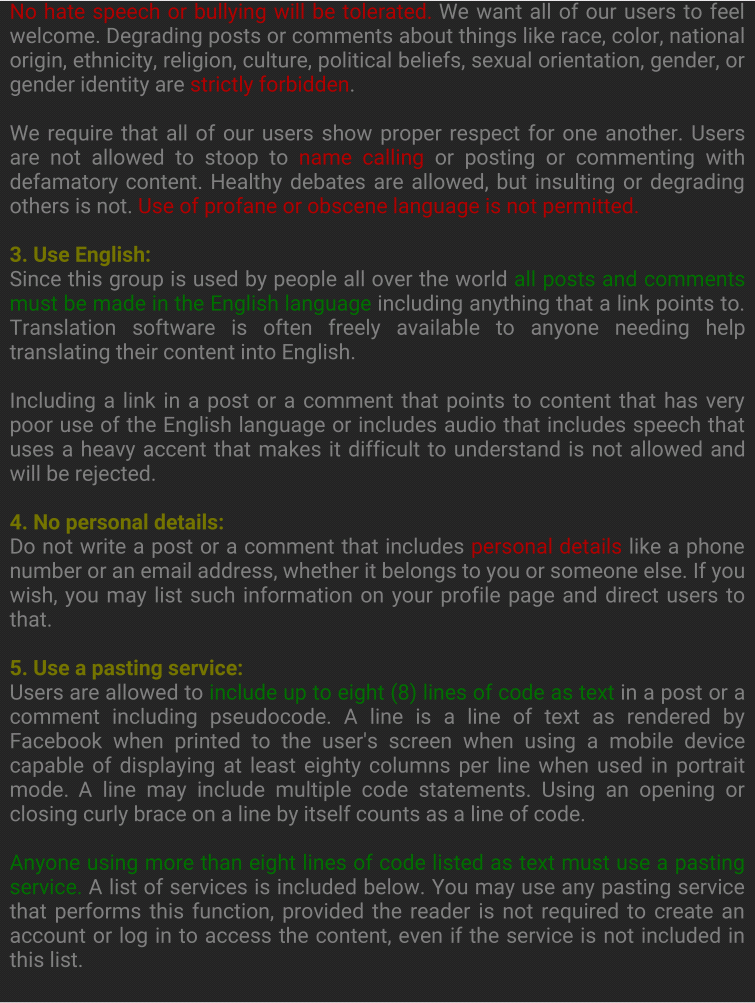 No hate speech or bullying will be tolerated. We want all of our users to feel
welcome. Degrading posts or comments about things like race, color, national
origin, ethnicity, religion, culture, political beliefs, sexual orientation, gender, or
gender identity are strictly forbidden.
We require that all of our users show proper respect for one another. Users
are not allowed to stoop to name calling or posting or commenting with
defamatory content. Healthy debates are allowed, but insulting or degrading
others is not. Use of profane or obscene language is not permitted.
3. Use English:
Since this group is used by people all over the world all posts and comments
must be made in the English language including anything that a link points to.
Translation software is often freely available to anyone needing help
translating their content into English.
Including a link in a post or a comment that points to content that has very
poor use of the English language or includes audio that includes speech that
uses a heavy accent that makes it difficult to understand is not allowed and
will be rejected.
4. No personal details:
Do not write a post or a comment that includes personal details like a phone
number or an email address, whether it belongs to you or someone else. If you
wish, you may list such information on your profile page and direct users to
that.
5. Use a pasting service:
Users are allowed to include up to eight (8) lines of code as text in a post or a
comment including pseudocode. A line is a line of text as rendered by
Facebook when printed to the user's screen when using a mobile device
capable of displaying at least eighty columns per line when used in portrait
mode. A line may include multiple code statements. Using an opening or
closing curly brace on a line by itself counts as a line of code.
Anyone using more than eight lines of code listed as text must use a pasting
service. A list of services is included below. You may use any pasting service
that performs this function, provided the reader is not required to create an
account or log in to access the content, even if the service is not included in
this list.